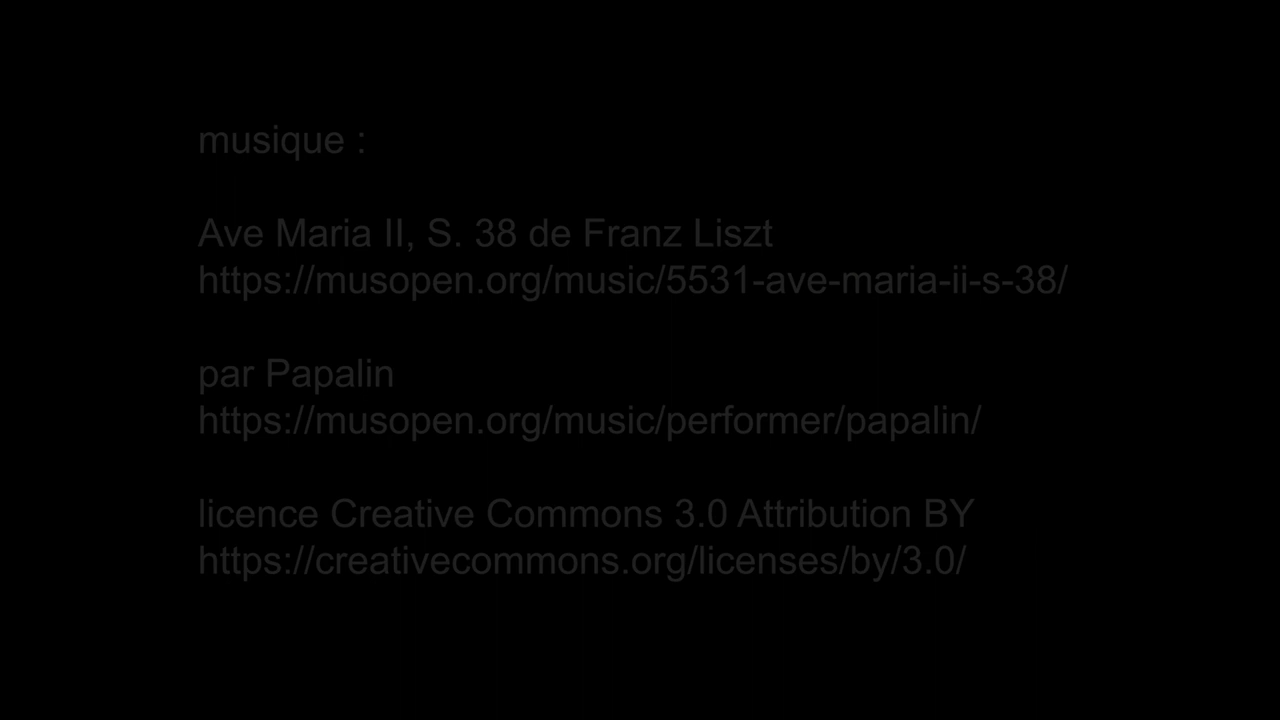 musique :
Ave Maria II, S. 38 de Franz Liszt
https://musopen.org/music/5531-ave-maria-ii-s-38/
par Papalin
https://musopen.org/music/performer/papalin/
licence Creative Commons 3.0 Attribution BY
https://creativecommons.org/licenses/by/3.0/